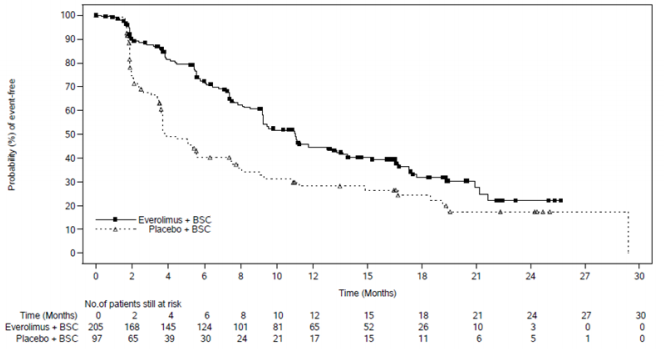 Probability (%) of event-free
100
90
80
70
60
50
40
30
20
10
0
Everolimus + BSC
Placebo + BSC
0 2 4 6 8 10 12 15 18 21 24 27 30
Time (Months)
No.of patients still at risk
Time (Months) 0 2 4 6 8 10 12 15 18 21 24 27 30
Everolimus + BSC 205 168 145 124 101 81 65 52 26 10 3 0 0
Placebo + BSC 97 65 39 30 24 21 17 15 11 6 5 1 0